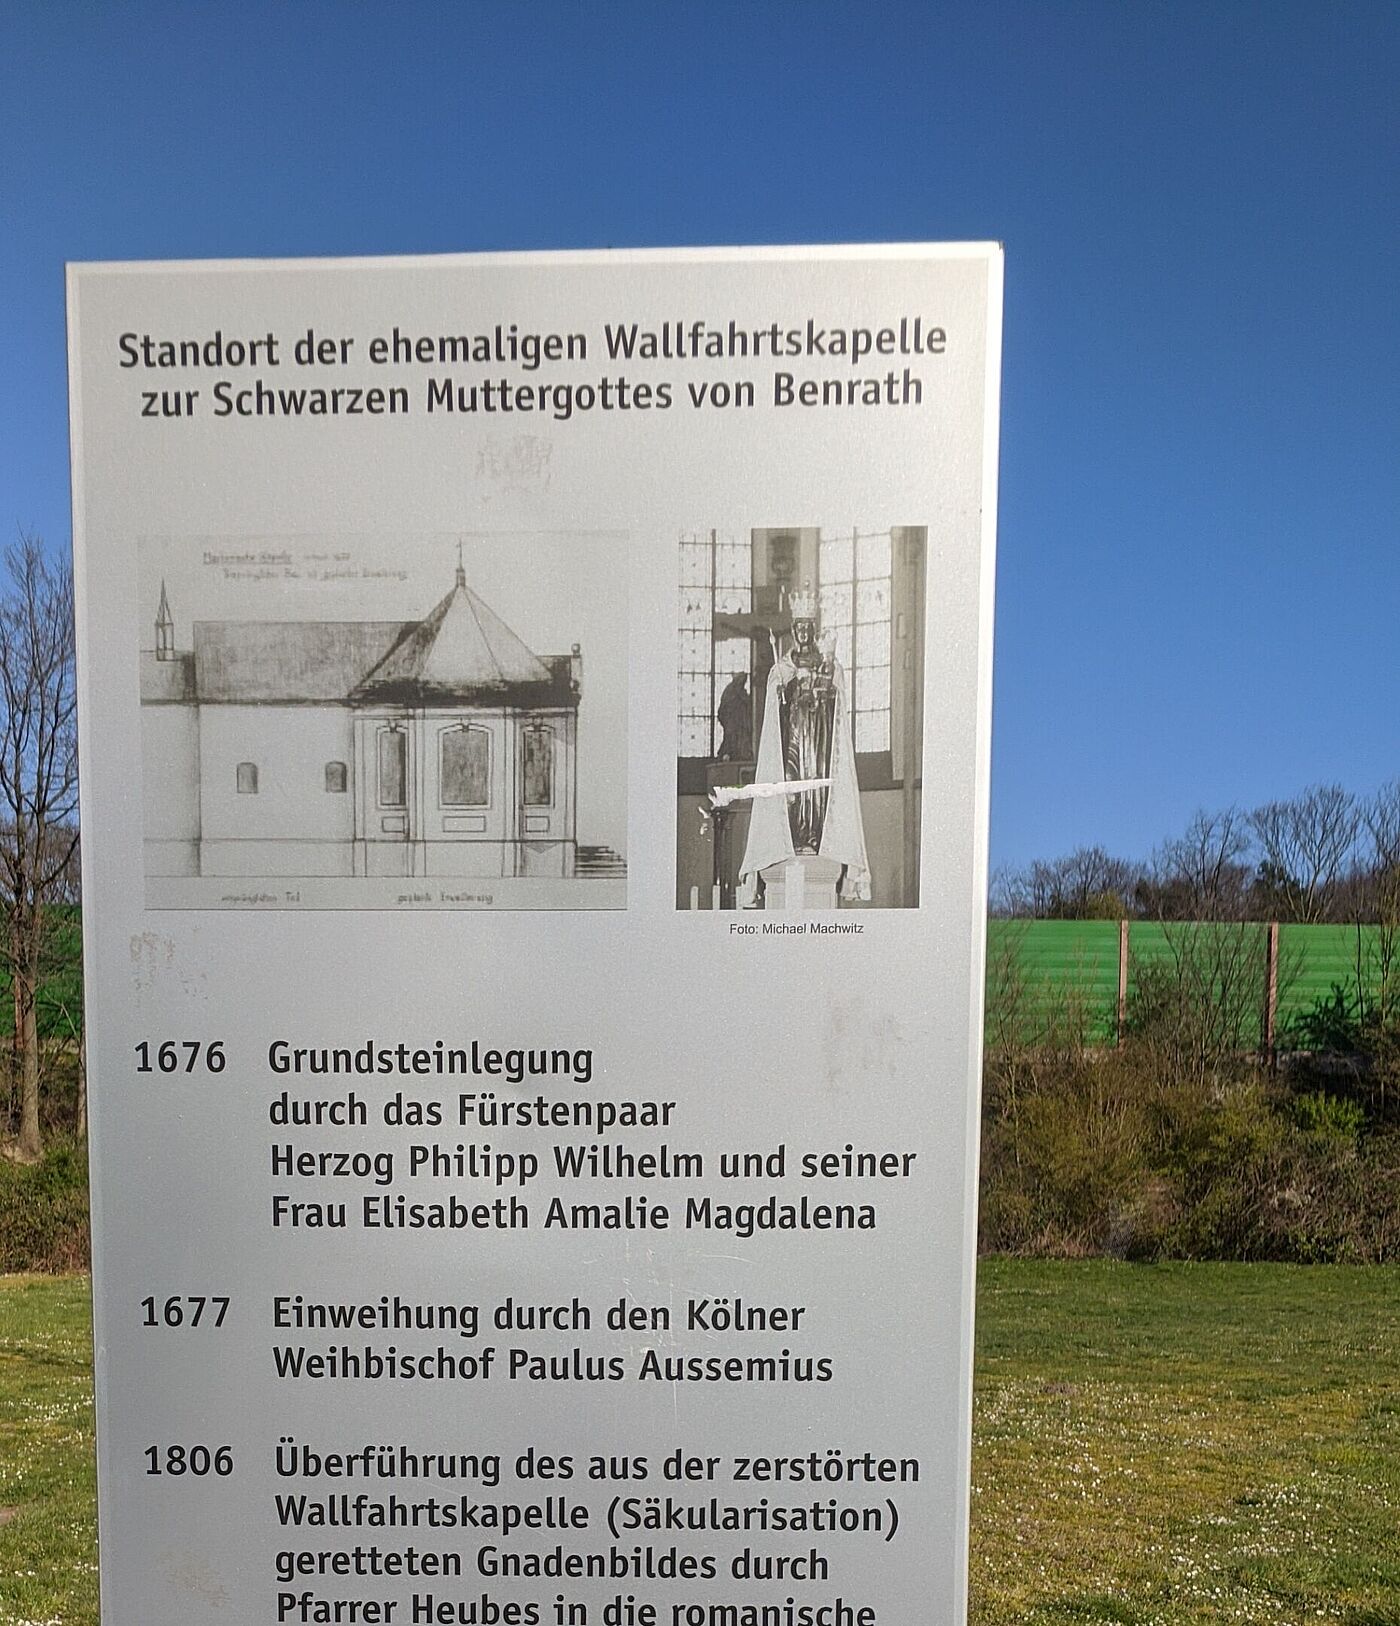 Standort der ehemaligen Wallfahrtskapelle
zur Schwarzen Muttergottes von Benrath
Foto: Michael Machwitz
1676 Grundsteinlegung
durch das Fürstenpaar
Herzog Philipp Wilhelm und seiner
Frau Elisabeth Amalie Magdalena
1677 Einweihung durch den Kölner
Weihbischof Paulus Aussemius
1806 Überführung des aus der zerstörten
Wallfahrtskapelle (Säkularisation)
geretteten Gnadenbildes durch
Pfarrer Heubes in die romanische